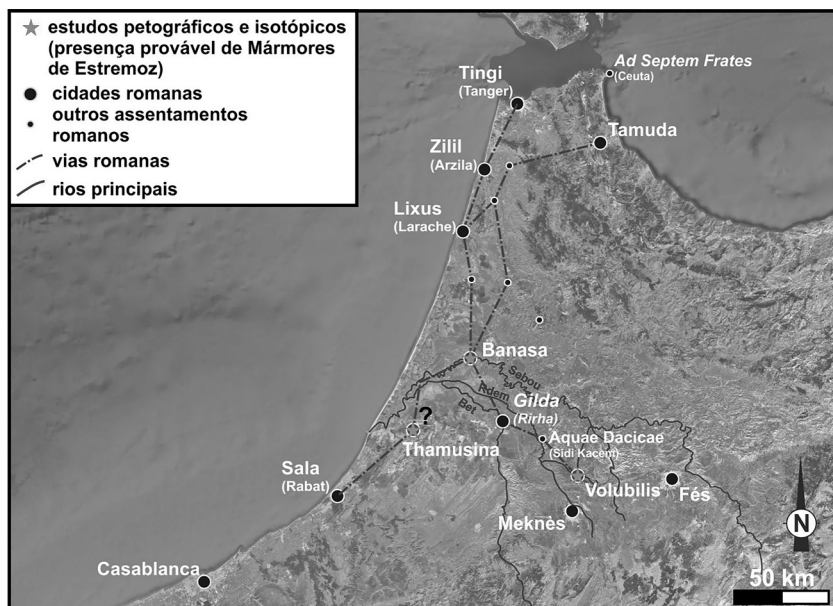 estudos petográficos e isotópicos
(presença provável de Mármores
de Estremoz)
cidades romanas
outros assentamentos
romanos
vias romanas
rios principais
Tingi
(Tanger)
Ad Septem Frates
(Ceuta)
Tamuda
Zilil
(Arzila)
Lixus
(Larache)
Banasa
Sebou
Rdem
Bet
Gilda
(Rirha)
?
Thamusina
Aquae Dacicae
(Sidi Kacem)
Sala
(Rabat)
Volubilis
Fés
Meknès
N
Casablanca
50 km